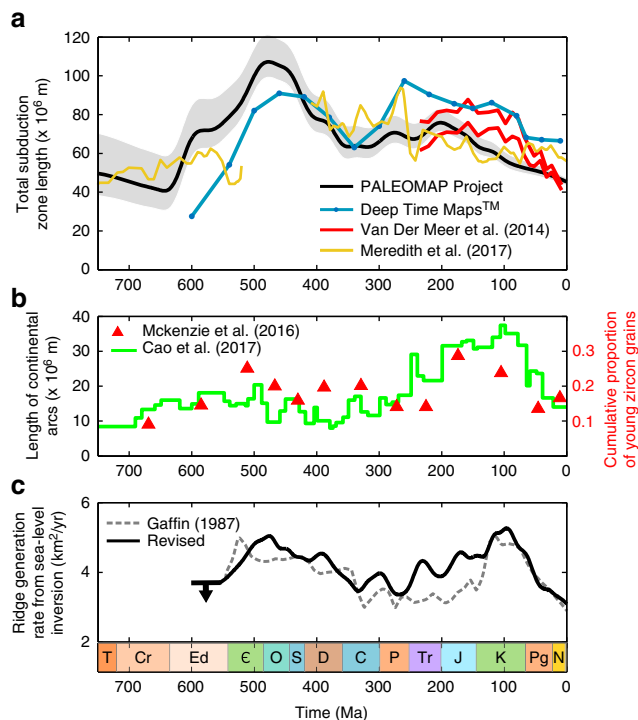 a
Total subduction
zone length (x 10⁶ m)
120
100
80
60
40
20
0
PALEOMAP Project
Deep Time Maps™
Van Der Meer et al. (2014)
Meredith et al. (2017)
700 600 500 400 300 200 100 0
b
Length of continental
arcs (x 10⁶ m)
40
30
20
10
0
Mckenzie et al. (2016)
Cao et al. (2017)
0.3
0.2
0.1
Cumulative proportion
of young zircon grains
700 600 500 400 300 200 100 0
c
Ridge generation
rate from sea-level
inversion (km²/yr)
6
4
2
Gaffin (1987)
Revised
T Cr Ed Є O S D C P Tr J K Pg N
700 600 500 400 300 200 100 0
Time (Ma)